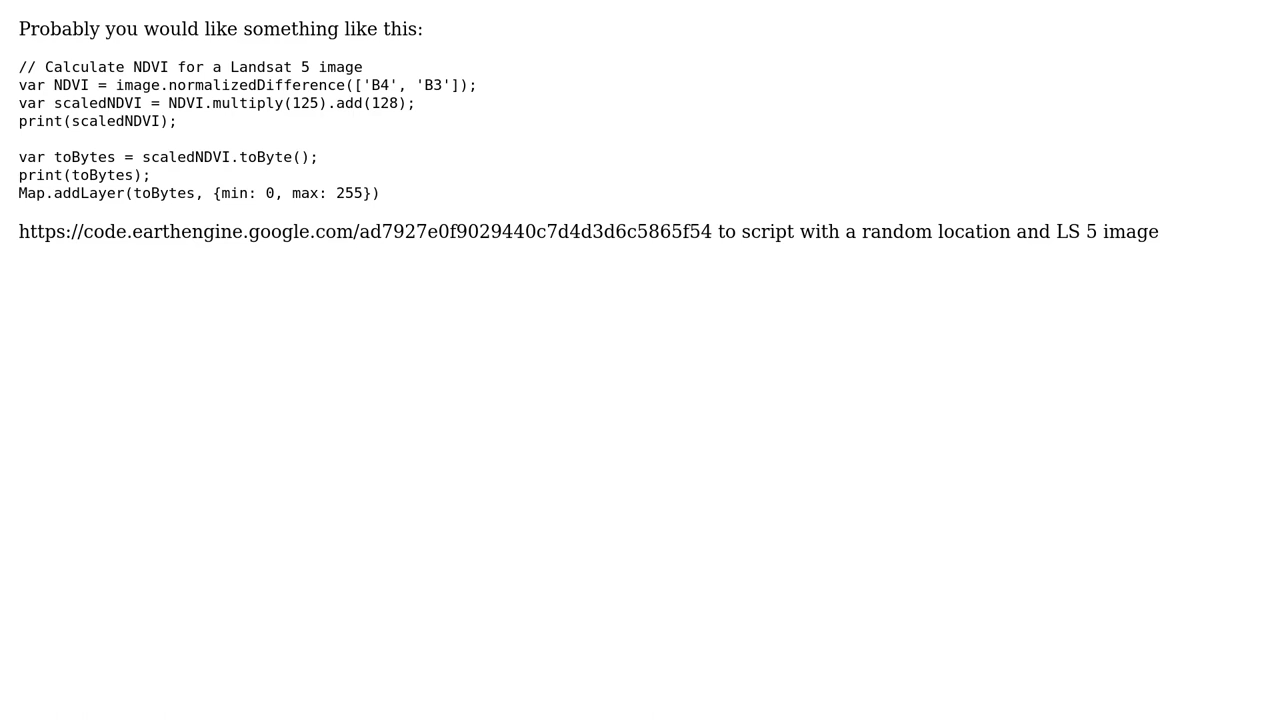 Probably you would like something like this:
// Calculate NDVI for a Landsat 5 image
var NDVI = image.normalizedDifference(['B4', 'B3']);
var scaledNDVI = NDVI.multiply(125).add(128);
print(scaledNDVI);
var toBytes = scaledNDVI.toByte();
print(toBytes);
Map.addLayer(toBytes, {min: 0, max: 255})
https://code.earthengine.google.com/ad7927e0f9029440c7d4d3d6c5865f54 to script with a random location and LS 5 image